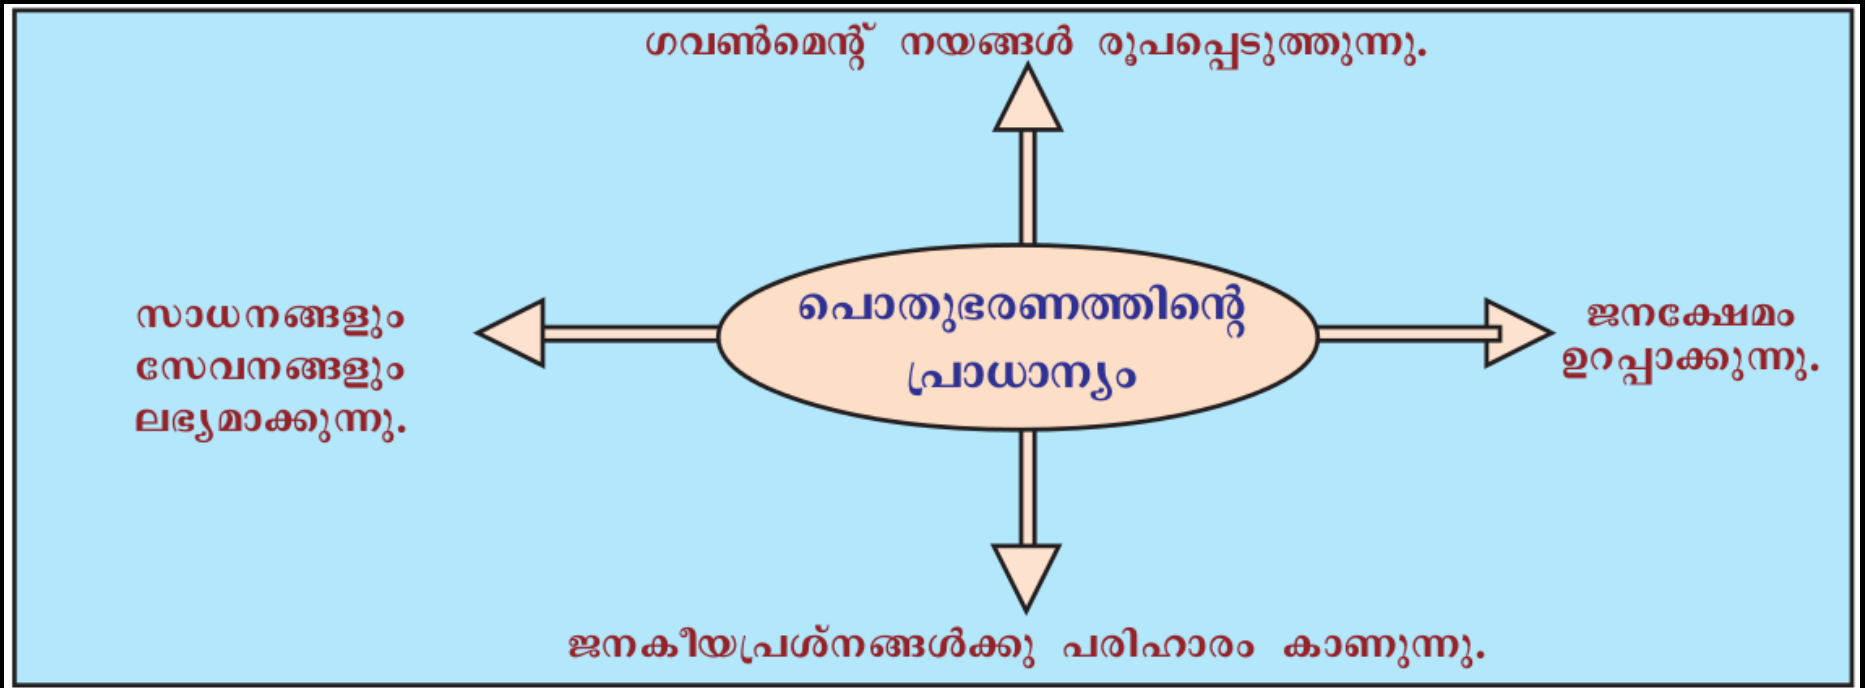 ഗവൺമെന്റ് നയങ്ങൾ രൂപപ്പെടുത്തുന്നു.
പൊതുഭരണത്തിന്റെ
പ്രാധാന്യം
സാധനങ്ങളും
സേവനങ്ങളും
ലഭ്യമാക്കുന്നു.
ജനക്ഷേമം
ഉറപ്പാക്കുന്നു.
ജനകീയപ്രശ്നങ്ങൾക്കു പരിഹാരം കാണുന്നു.